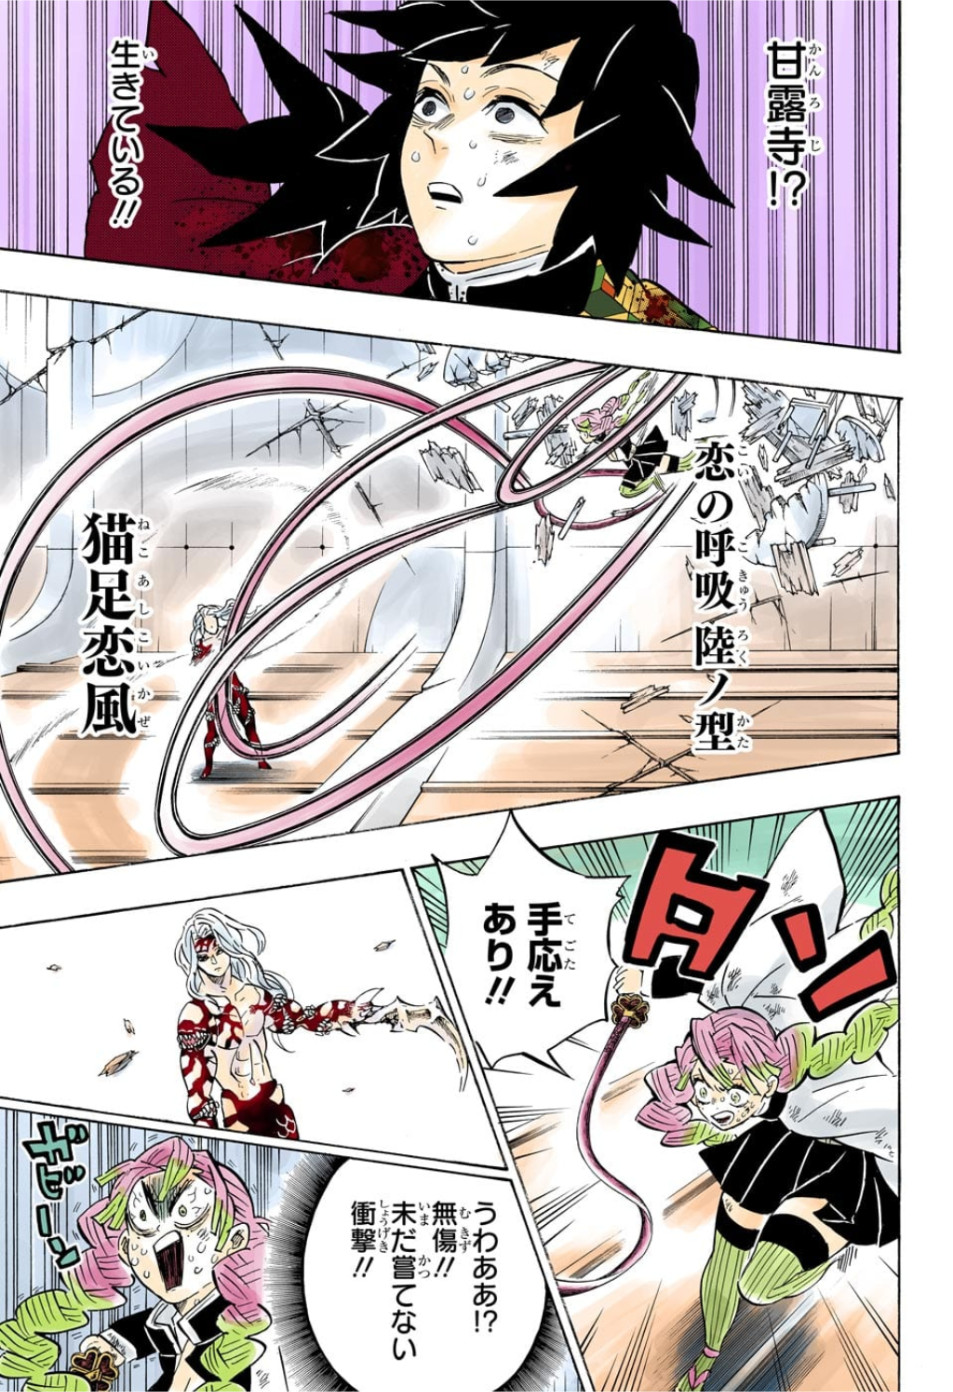 甘露寺!?
生きている!!
恋の呼吸 陸ノ型
猫足恋風
タン
手応え
あり!!
うわああ!?
無傷!!
未だ嘗てない
衝撃!!
ギビーン